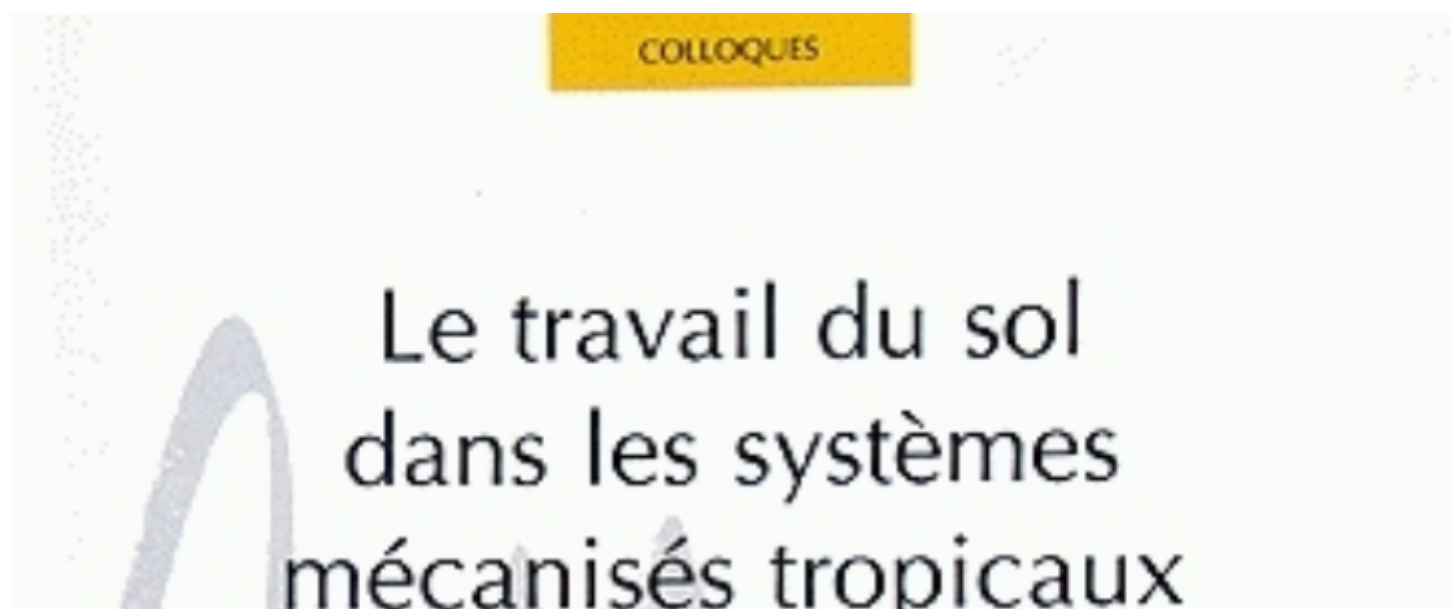 COLLOQUES
Le travail du sol
dans les systèmes
mécanisés tropicaux